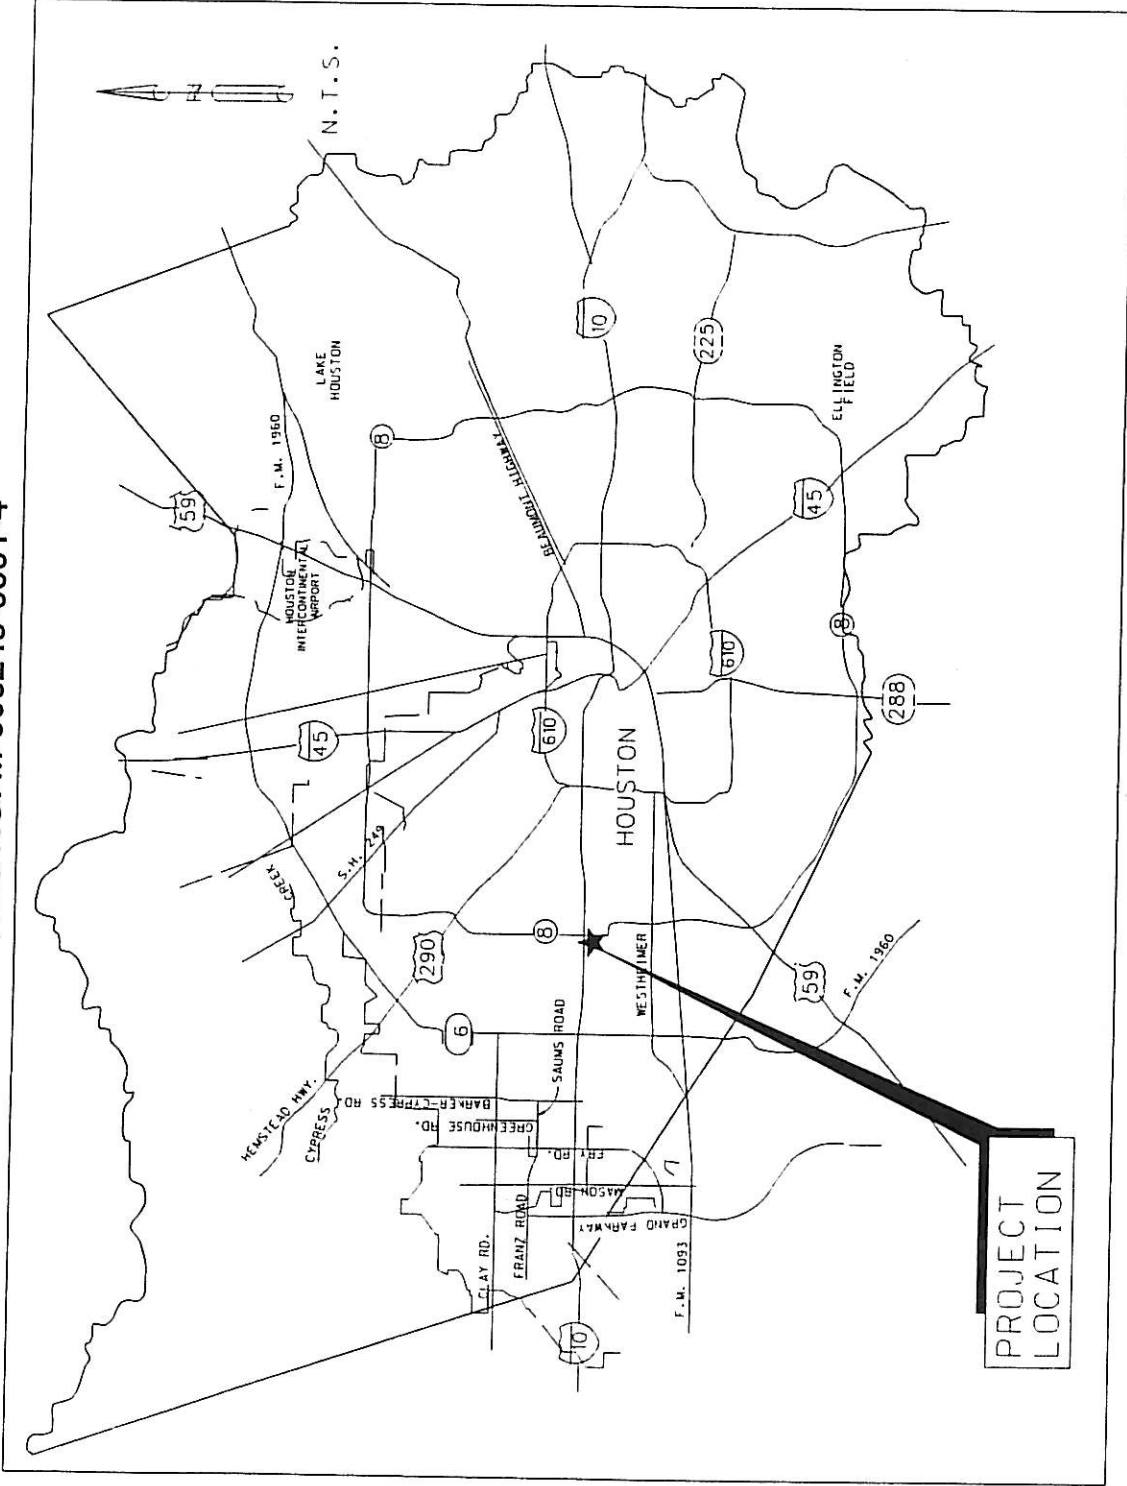 N
N.T.S.
59
F.M. 1960
LAKE
HOUSTON
HOUSTON
INTERCONTINENTAL
AIRPORT
8
BEAUMONT HIGHWAY
45
CREEK
S.H. 249
610
10
225
ELLINGTON
FIELD
45
HOUSTON
610
8
288
290
8
HEMSTEAD HWY.
CYPRESS
6
BARKER-CYPRESS RD.
GREENHOUSE RD.
SAUMS ROAD
WESTHEIMER
FRY RD.
MASON RD.
GRAND PARKWAY
FRANZ ROAD
CLAY RD.
F.M. 1093
10
59
F.M. 1960
PROJECT
LOCATION